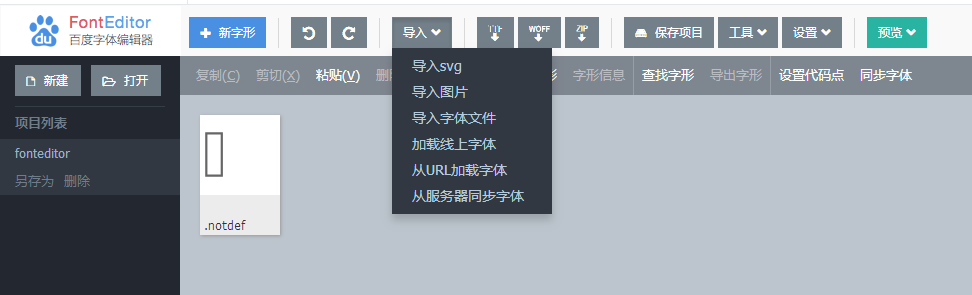 FontEditor
百度字体编辑器
du
新字形
导入
TTF
WOFF
ZIP
保存项目
工具
设置
预览
新建
打开
复制(C)
剪切(X)
粘贴(V)
字形信息
查找字形
导出字形
设置代码点
同步字体
导入svg
导入图片
导入字体文件
加载线上字体
从URL加载字体
从服务器同步字体
项目列表
fonteditor
另存为
删除
.notdef